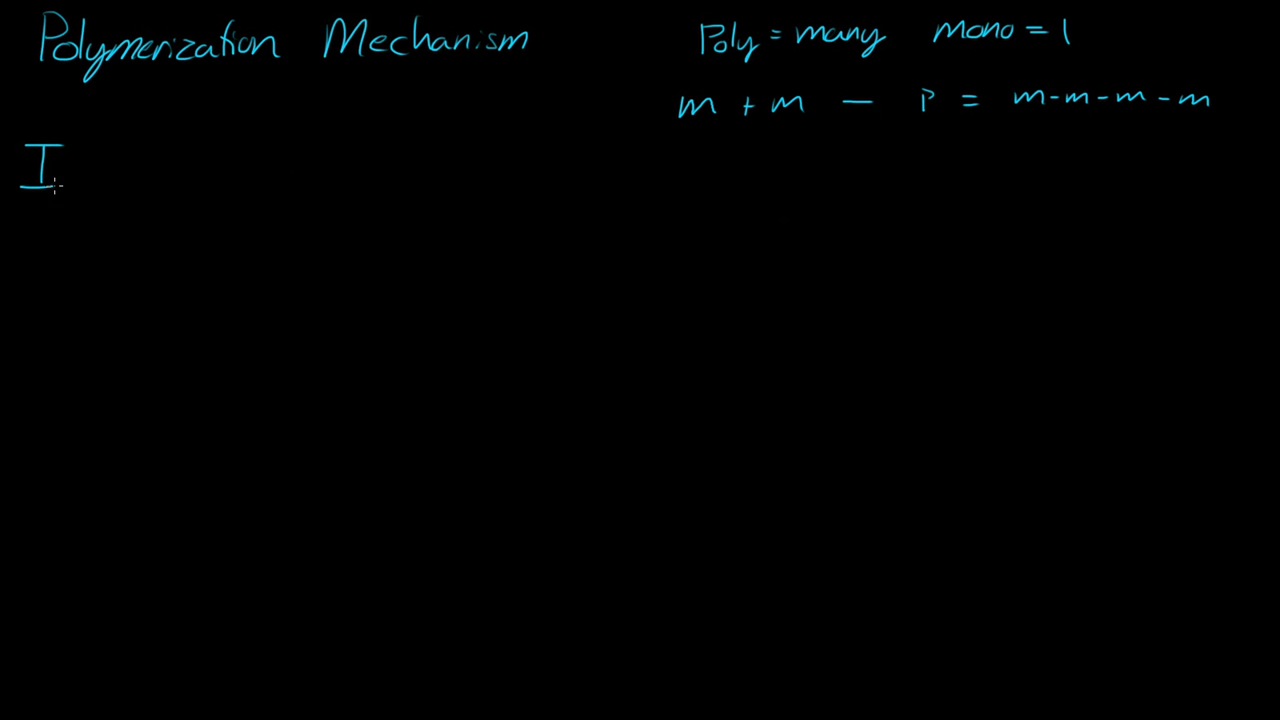 Polymerization Mechanism
Poly = many mono = 1
m + m — P = m-m-m-m
I